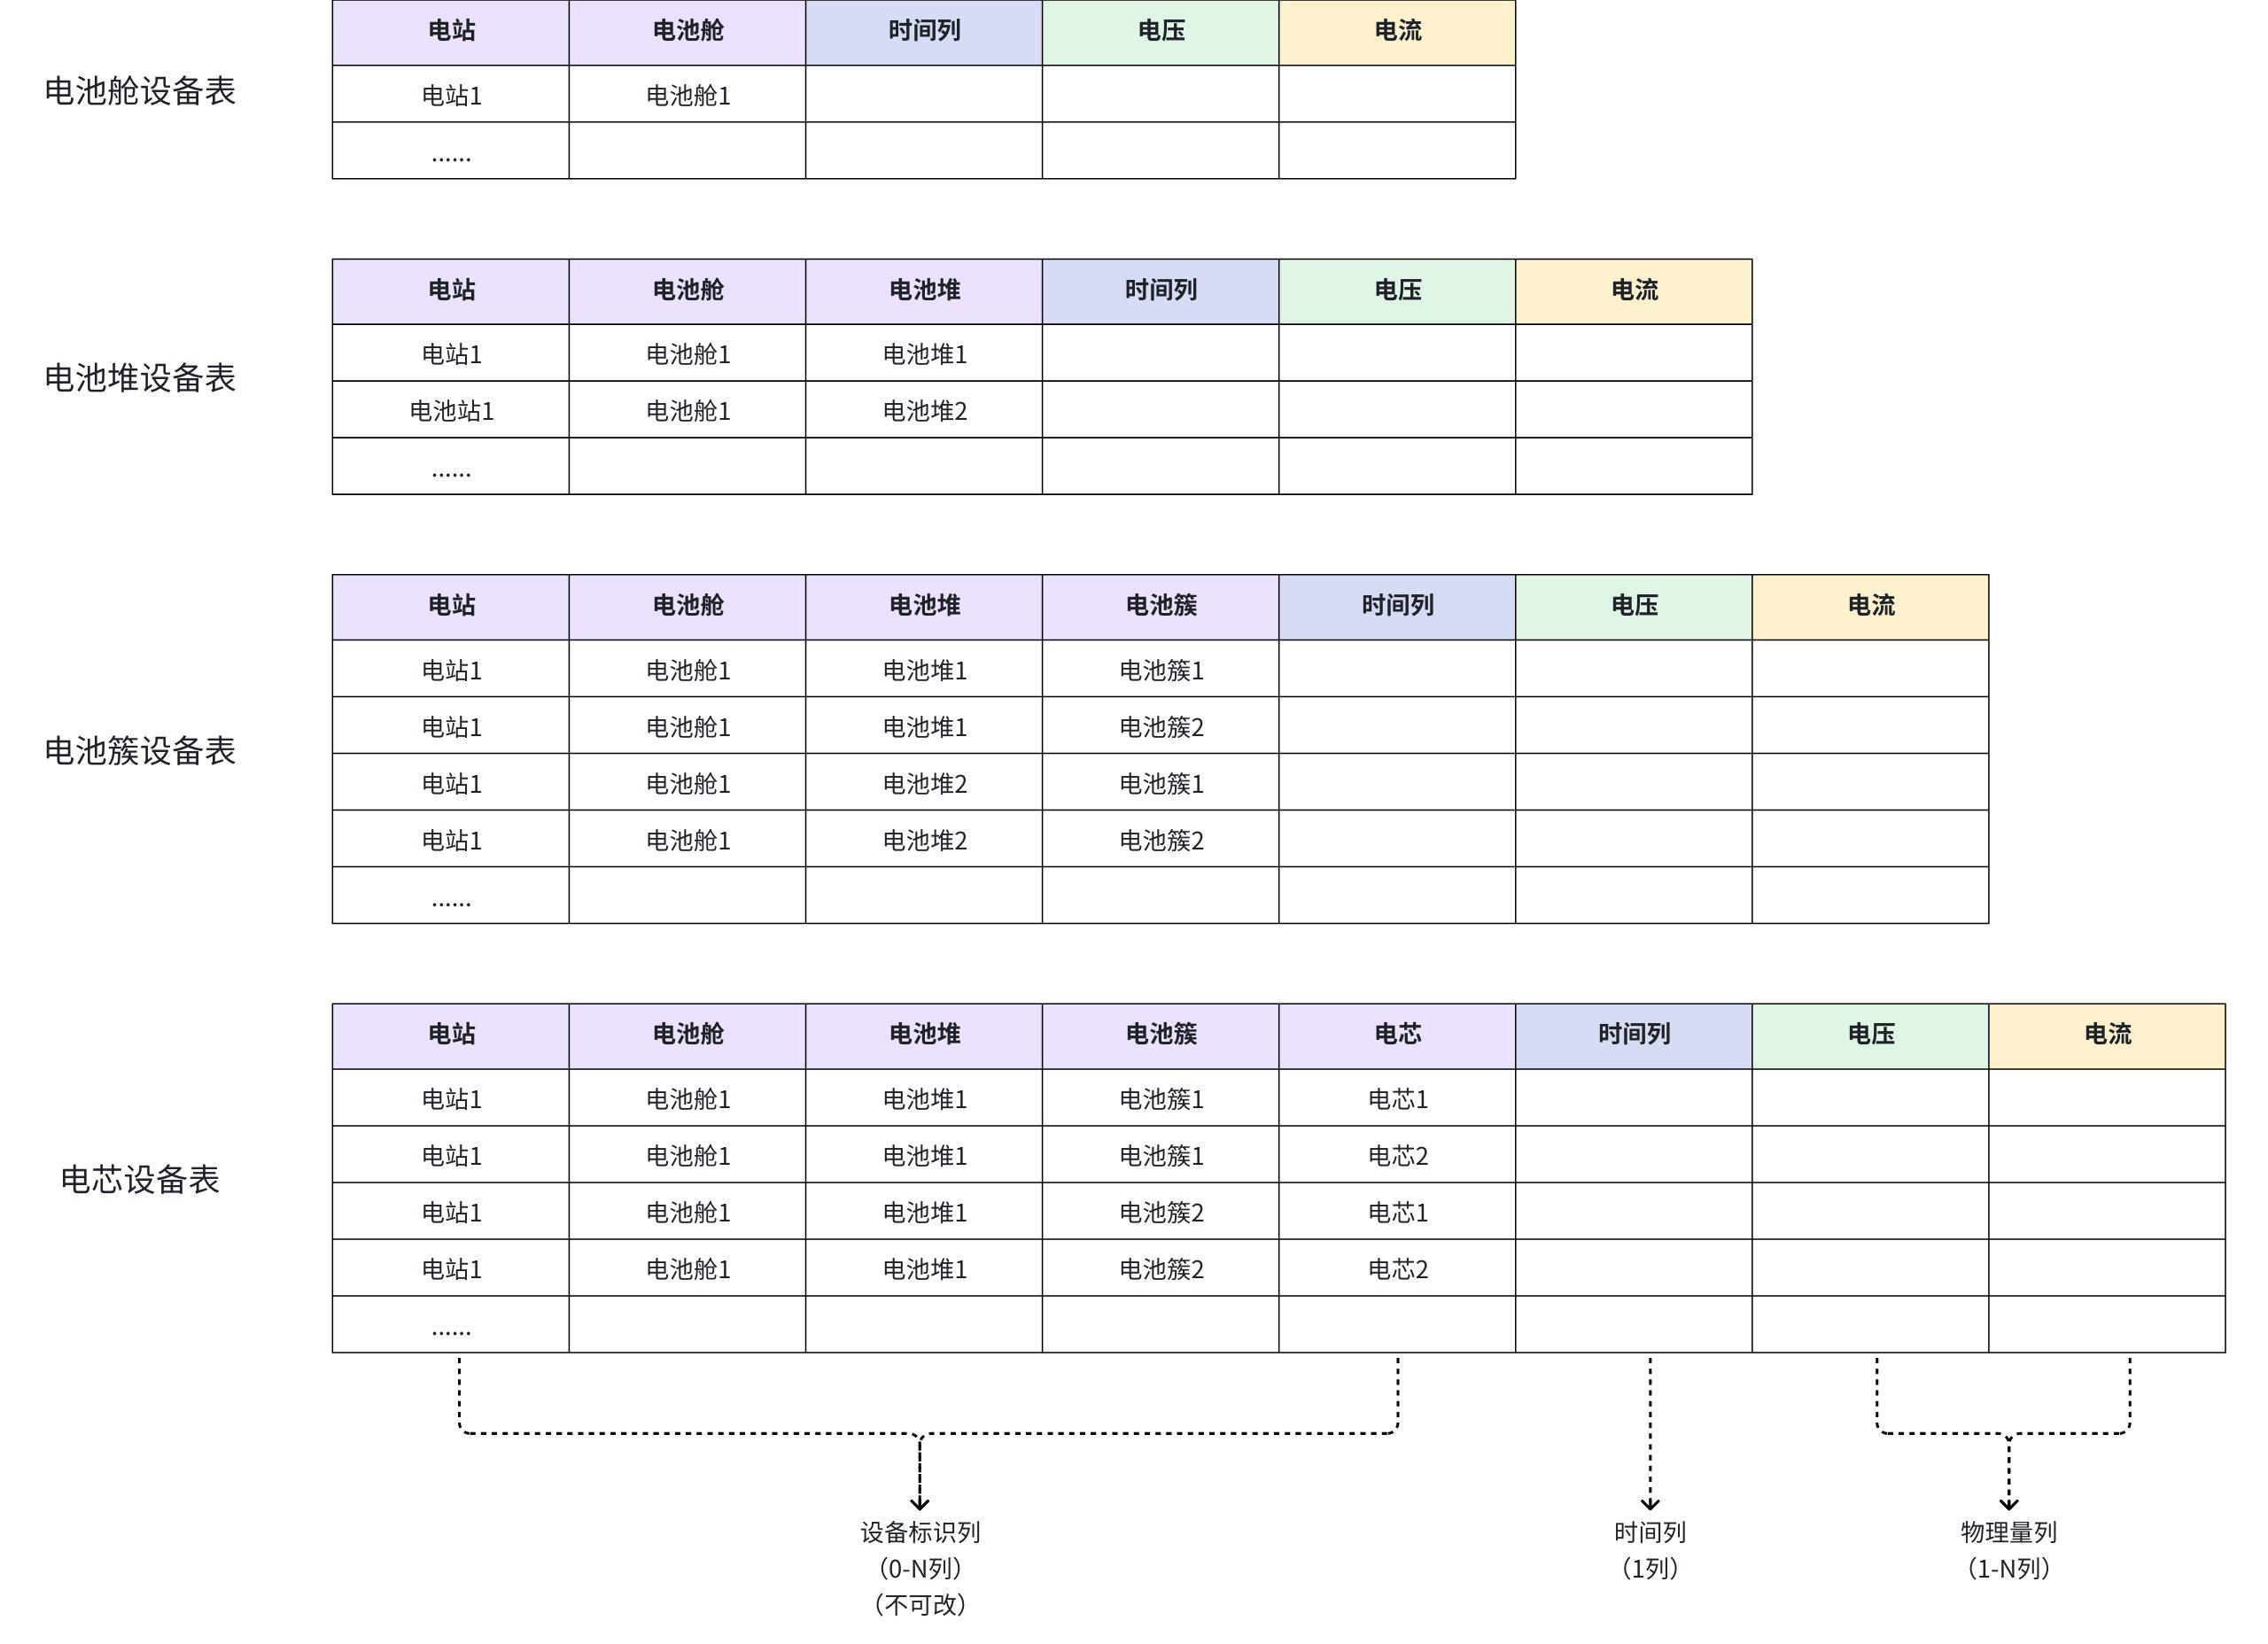 电池舱设备表
电站 电池舱 时间列 电压 电流
电站1 电池舱1
......
电池堆设备表
电站 电池舱 电池堆 时间列 电压 电流
电站1 电池舱1 电池堆1
电池站1 电池舱1 电池堆2
......
电池簇设备表
电站 电池舱 电池堆 电池簇 时间列 电压 电流
电站1 电池舱1 电池堆1 电池簇1
电站1 电池舱1 电池堆1 电池簇2
电站1 电池舱1 电池堆2 电池簇1
电站1 电池舱1 电池堆2 电池簇2
......
电芯设备表
电站 电池舱 电池堆 电池簇 电芯 时间列 电压 电流
电站1 电池舱1 电池堆1 电池簇1 电芯1
电站1 电池舱1 电池堆1 电池簇1 电芯2
电站1 电池舱1 电池堆1 电池簇2 电芯1
电站1 电池舱1 电池堆1 电池簇2 电芯2
......
设备标识列
（0-N列）
（不可改）
时间列
（1列）
物理量列
（1-N列）